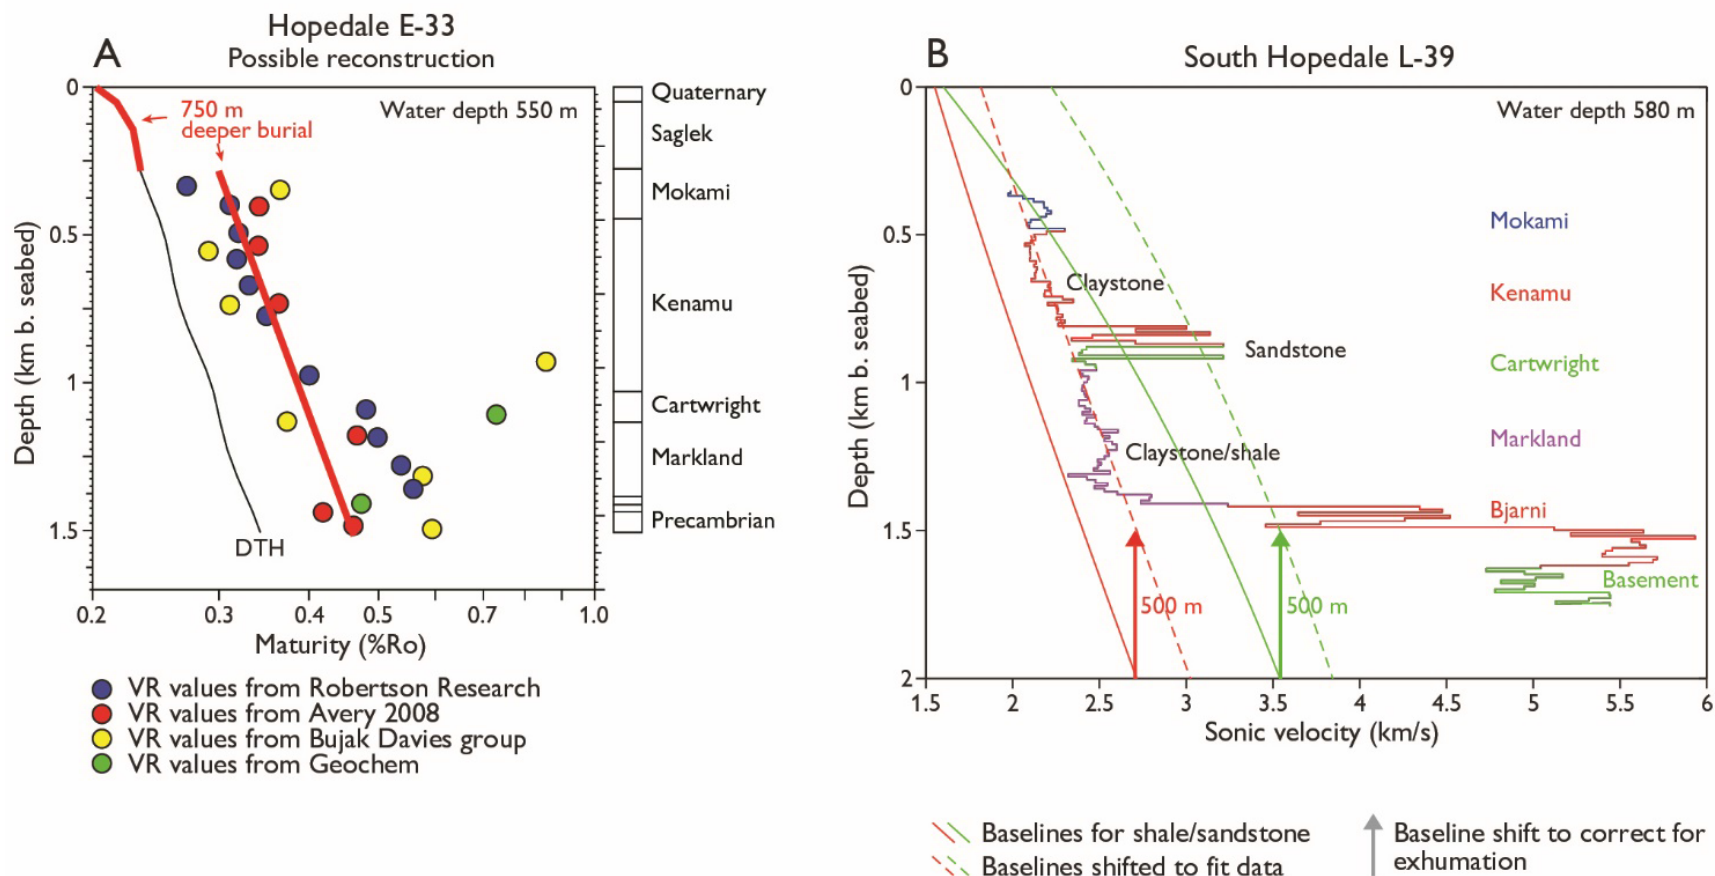 A
Hopedale E-33
Possible reconstruction
750 m
deeper burial
Water depth 550 m
0
0.5
1
1.5
Depth (km b. seabed)
DTH
0.2
0.3
0.4
0.5
0.7
1.0
Maturity (%Ro)
Quaternary
Saglek
Mokami
Kenamu
Cartwright
Markland
Precambrian
VR values from Robertson Research
VR values from Avery 2008
VR values from Bujak Davies group
VR values from Geochem
B
South Hopedale L-39
Water depth 580 m
0
0.5
1
1.5
2
Depth (km b. seabed)
Mokami
Claystone
Kenamu
Sandstone
Cartwright
Claystone/shale
Markland
Bjarni
Basement
500 m
500 m
1.5
2
2.5
3
3.5
4
4.5
5
5.5
6
Sonic velocity (km/s)
Baselines for shale/sandstone
Baselines shifted to fit data
Baseline shift to correct for
exhumation